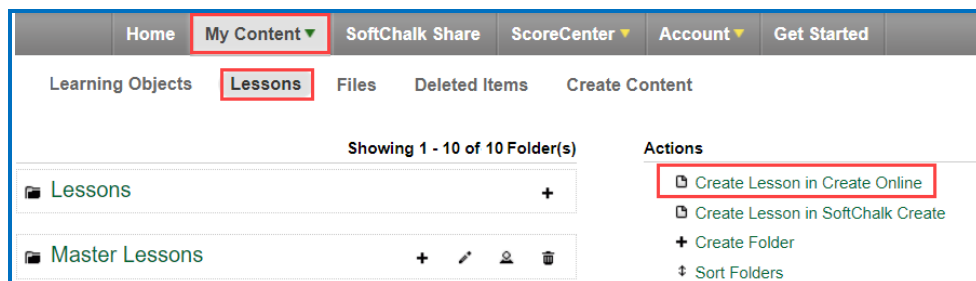 Home My Content SoftChalk Share ScoreCenter Account Get Started
Learning Objects Lessons Files Deleted Items Create Content
Showing 1 - 10 of 10 Folder(s)
Actions
Lessons
Create Lesson in Create Online
Create Lesson in SoftChalk Create
Create Folder
Master Lessons
Sort Folders